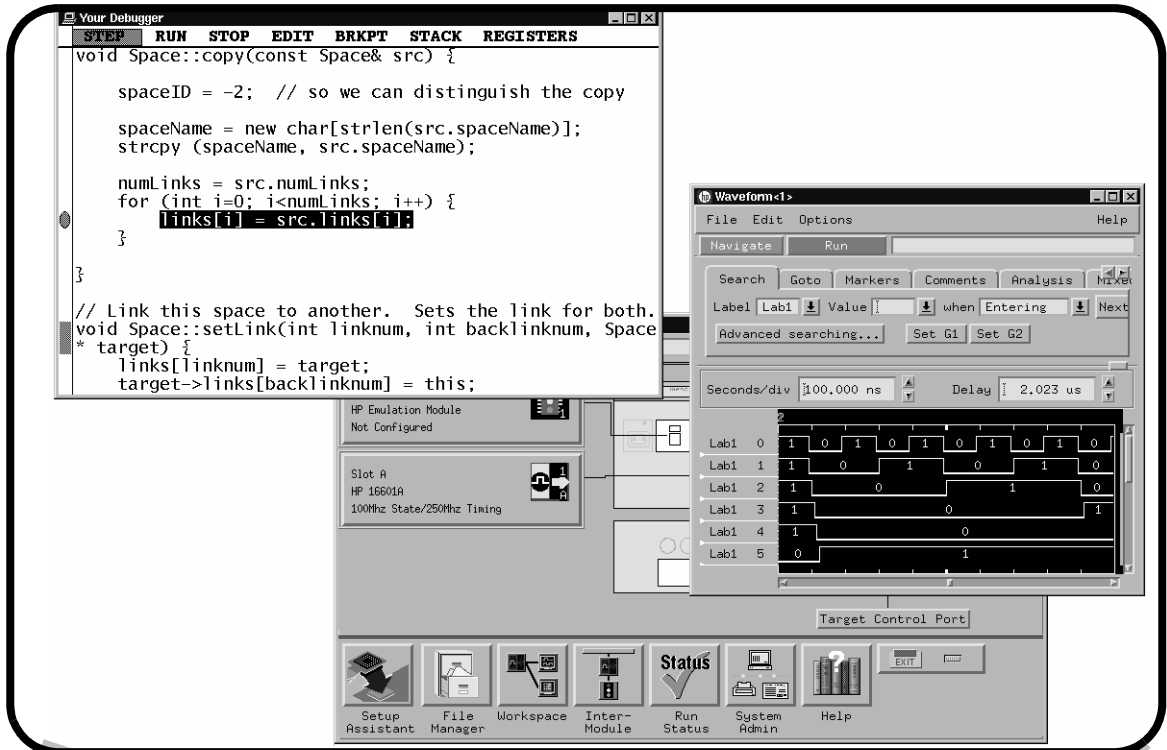 Your Debugger
STEP RUN STOP EDIT BRKPT STACK REGISTERS
void Space::copy(const Space& src) {
spaceID = -2;  // so we can distinguish the copy
spaceName = new char[strlen(src.spaceName)];
strcpy (spaceName, src.spaceName);
numLinks = src.numLinks;
for (int i=0; i<numLinks; i++) {
links[i] = src.links[i];
}
}
// Link this space to another.  Sets the link for both.
void Space::setLink(int linknum, int backlinknum, Space
* target) {
links[linknum] = target;
target->links[backlinknum] = this;
hp Waveform<1>
File Edit Options Help
Navigate Run
Search Goto Markers Comments Analysis Mixed
Label Lab1 Value when Entering Next
Advanced searching... Set G1 Set G2
Seconds/div 100.000 ns Delay 2.023 us
2
Lab1 0 1 0 1 0 1 0 1 0 1 0
Lab1 1 1 0 1 0 1 0
Lab1 2 1 0 1 0
Lab1 3 1 0 1
Lab1 4 1 0
Lab1 5 0 1
HP Emulation Module
Not Configured
1
Slot A
HP 16601A
100Mhz State/250Mhz Timing
1
A
Target Control Port
Status
EXIT
Setup Assistant
File Manager
Workspace
Inter-Module
Run Status
System Admin
?
Help